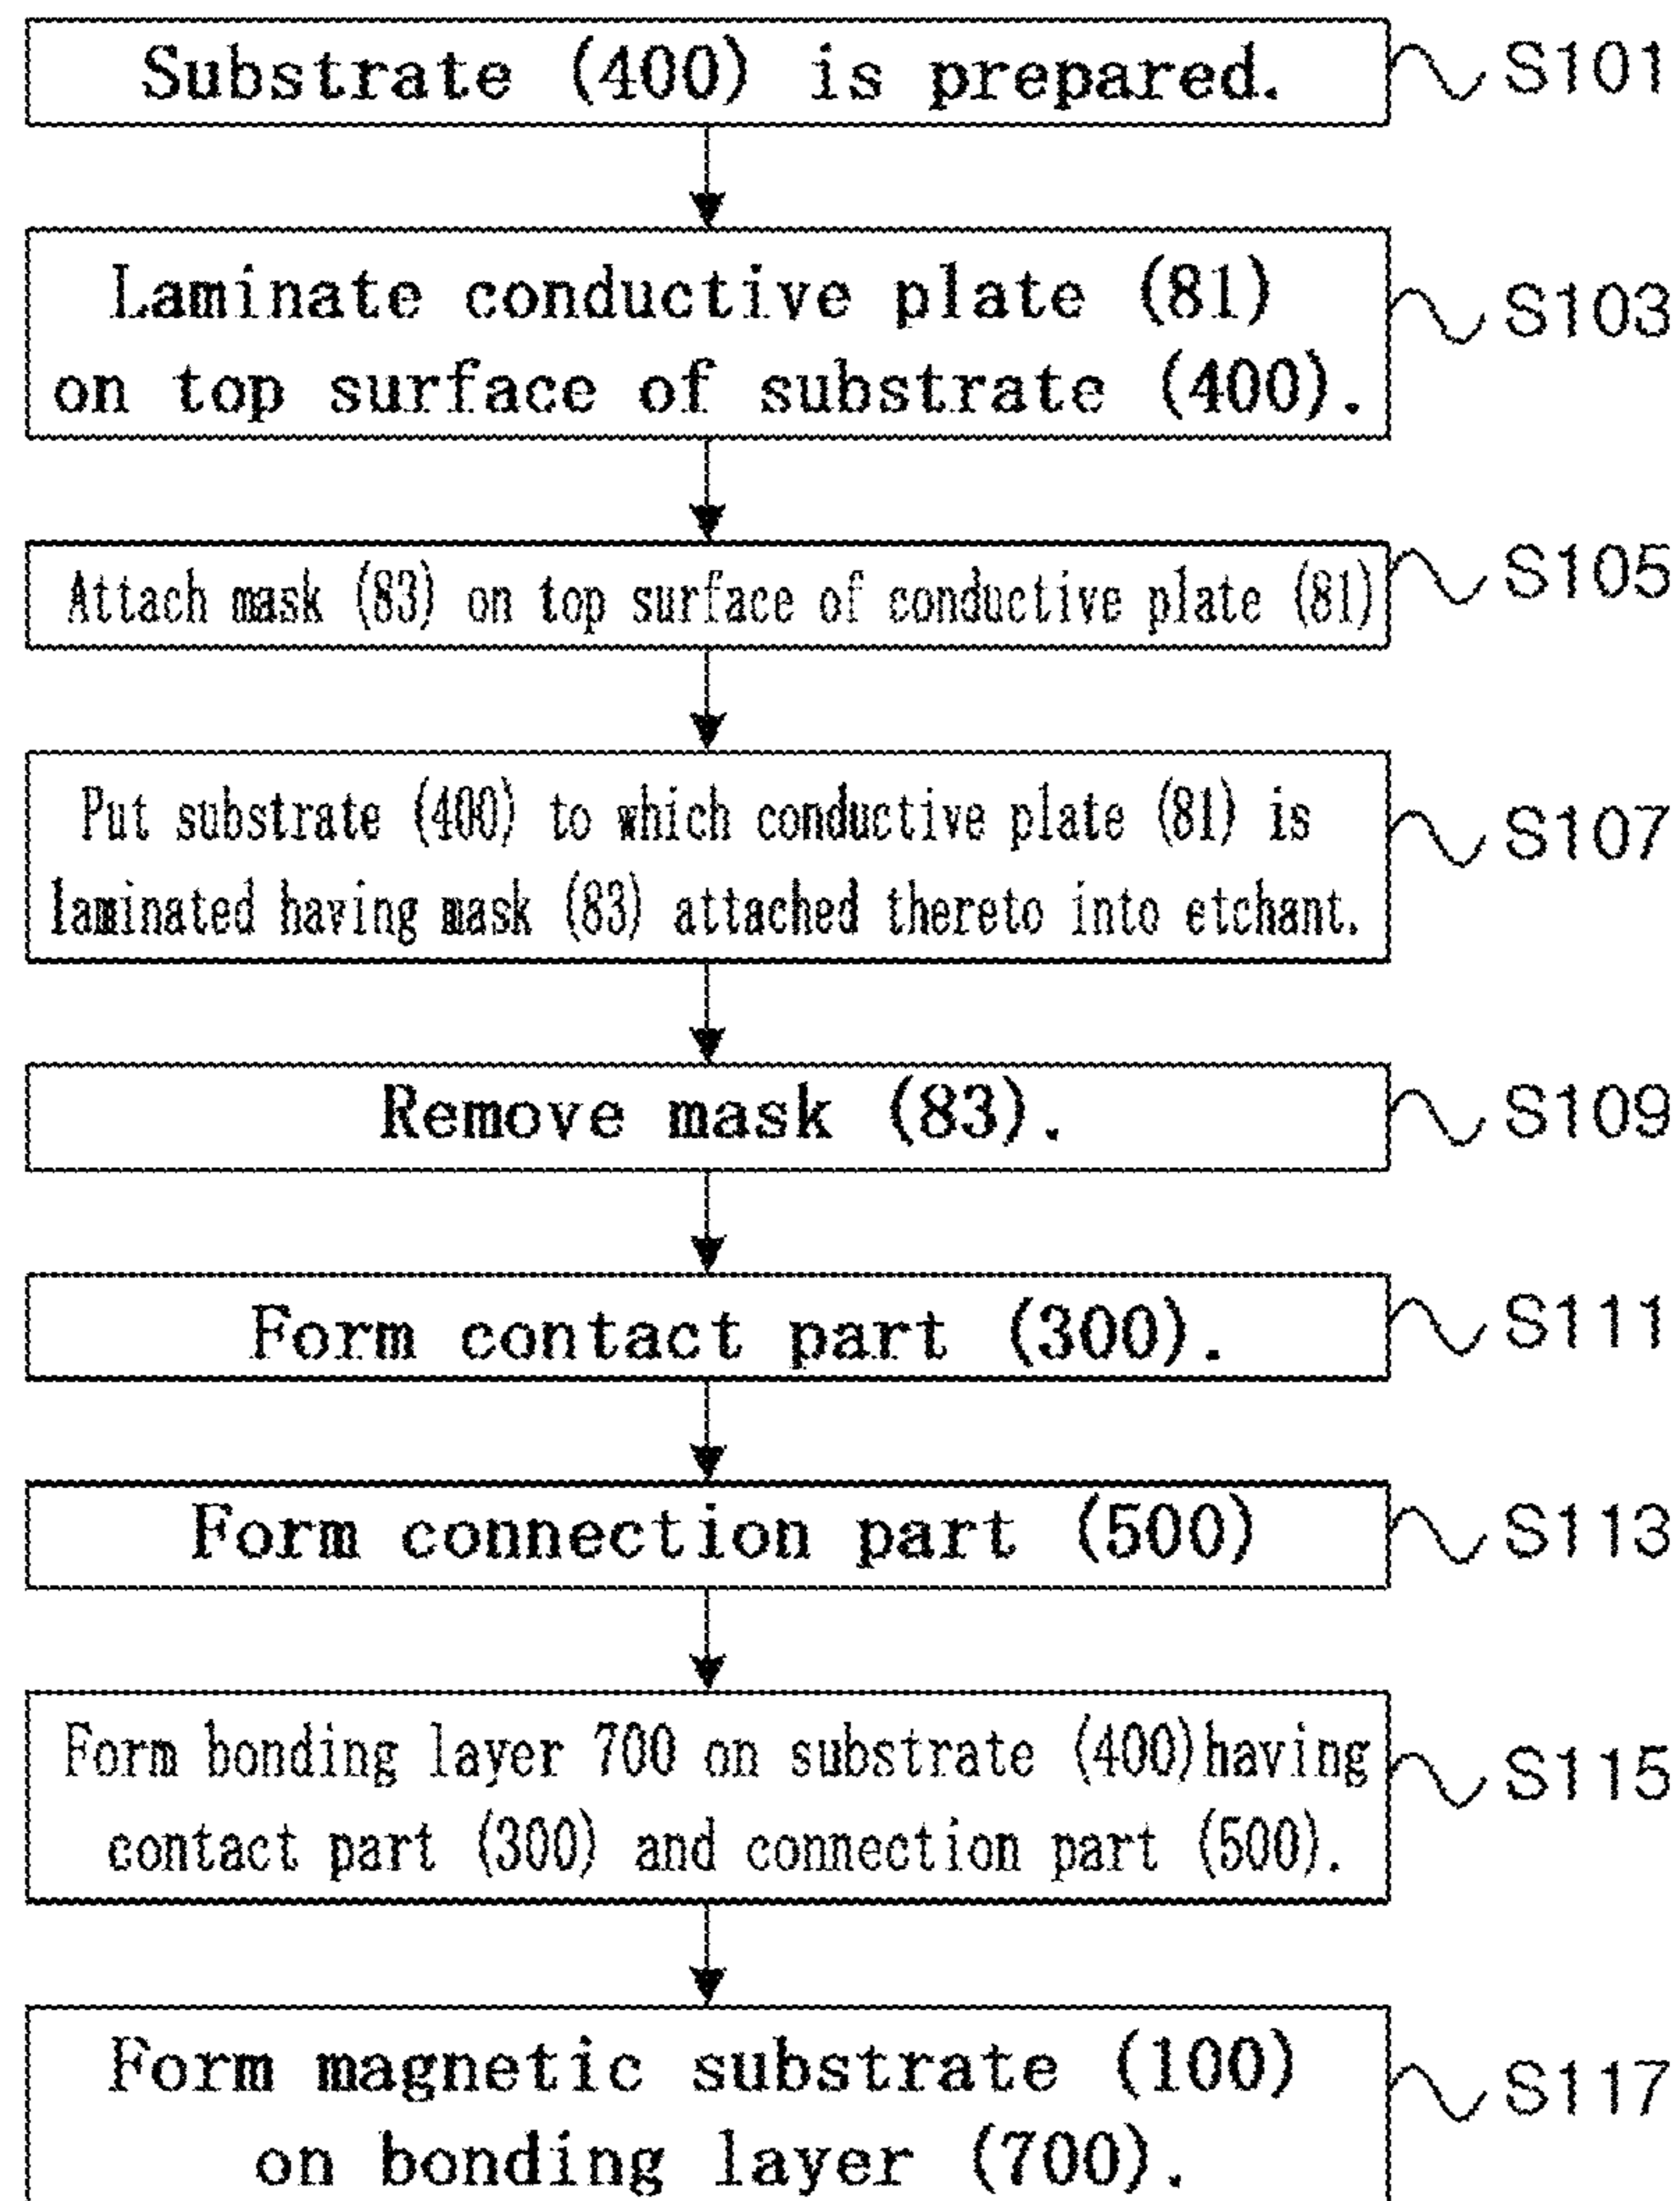 Substrate (400) is prepared.
S101
Laminate conductive plate (81)
on top surface of substrate (400).
S103
Attach mask (83) on top surface of conductive plate (81)
S105
Put substrate (400) to which conductive plate (81) is
laminated having mask (83) attached thereto into etchant.
S107
Remove mask (83).
S109
Form contact part (300).
S111
Form connection part (500)
S113
Form bonding layer 700 on substrate (400)having
contact part (300) and connection part (500).
S115
Form magnetic substrate (100)
on bonding layer (700).
S117